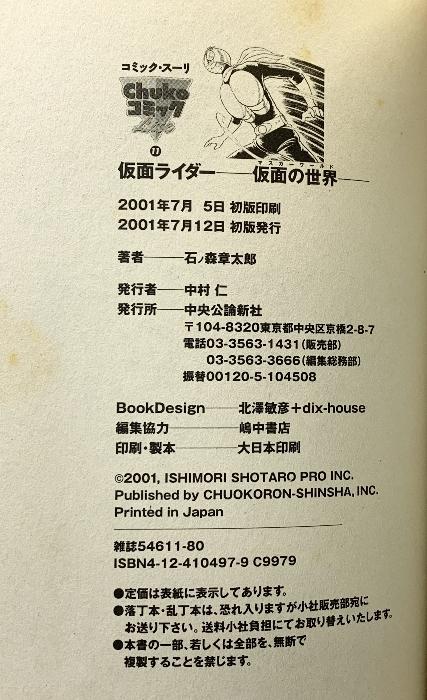 コミック・スーリ
Chuko
コミック
Lite
11
仮面ライダー――仮面の世界――
マスカーワールド
2001年7月 5日 初版印刷
2001年7月12日 初版発行
著者――石ノ森章太郎
発行者――中村 仁
発行所――中央公論新社
〒104-8320東京都中央区京橋2-8-7
電話03-3563-1431(販売部)
03-3563-3666(編集総務部)
振替00120-5-104508
BookDesign――北澤敏彦+dix-house
編集協力――嶋中書店
印刷・製本――大日本印刷
©2001, ISHIMORI SHOTARO PRO INC.
Published by CHUOKORON-SHINSHA, INC.
Printed in Japan
雑誌54611-80
ISBN4-12-410497-9 C9979
●定価は表紙に表示してあります。
●落丁本・乱丁本は、恐れ入りますが小社販売部宛に
お送り下さい。送料小社負担にてお取り替えいたします。
●本書の一部、若しくは全部を、無断で
複製することを禁じます。